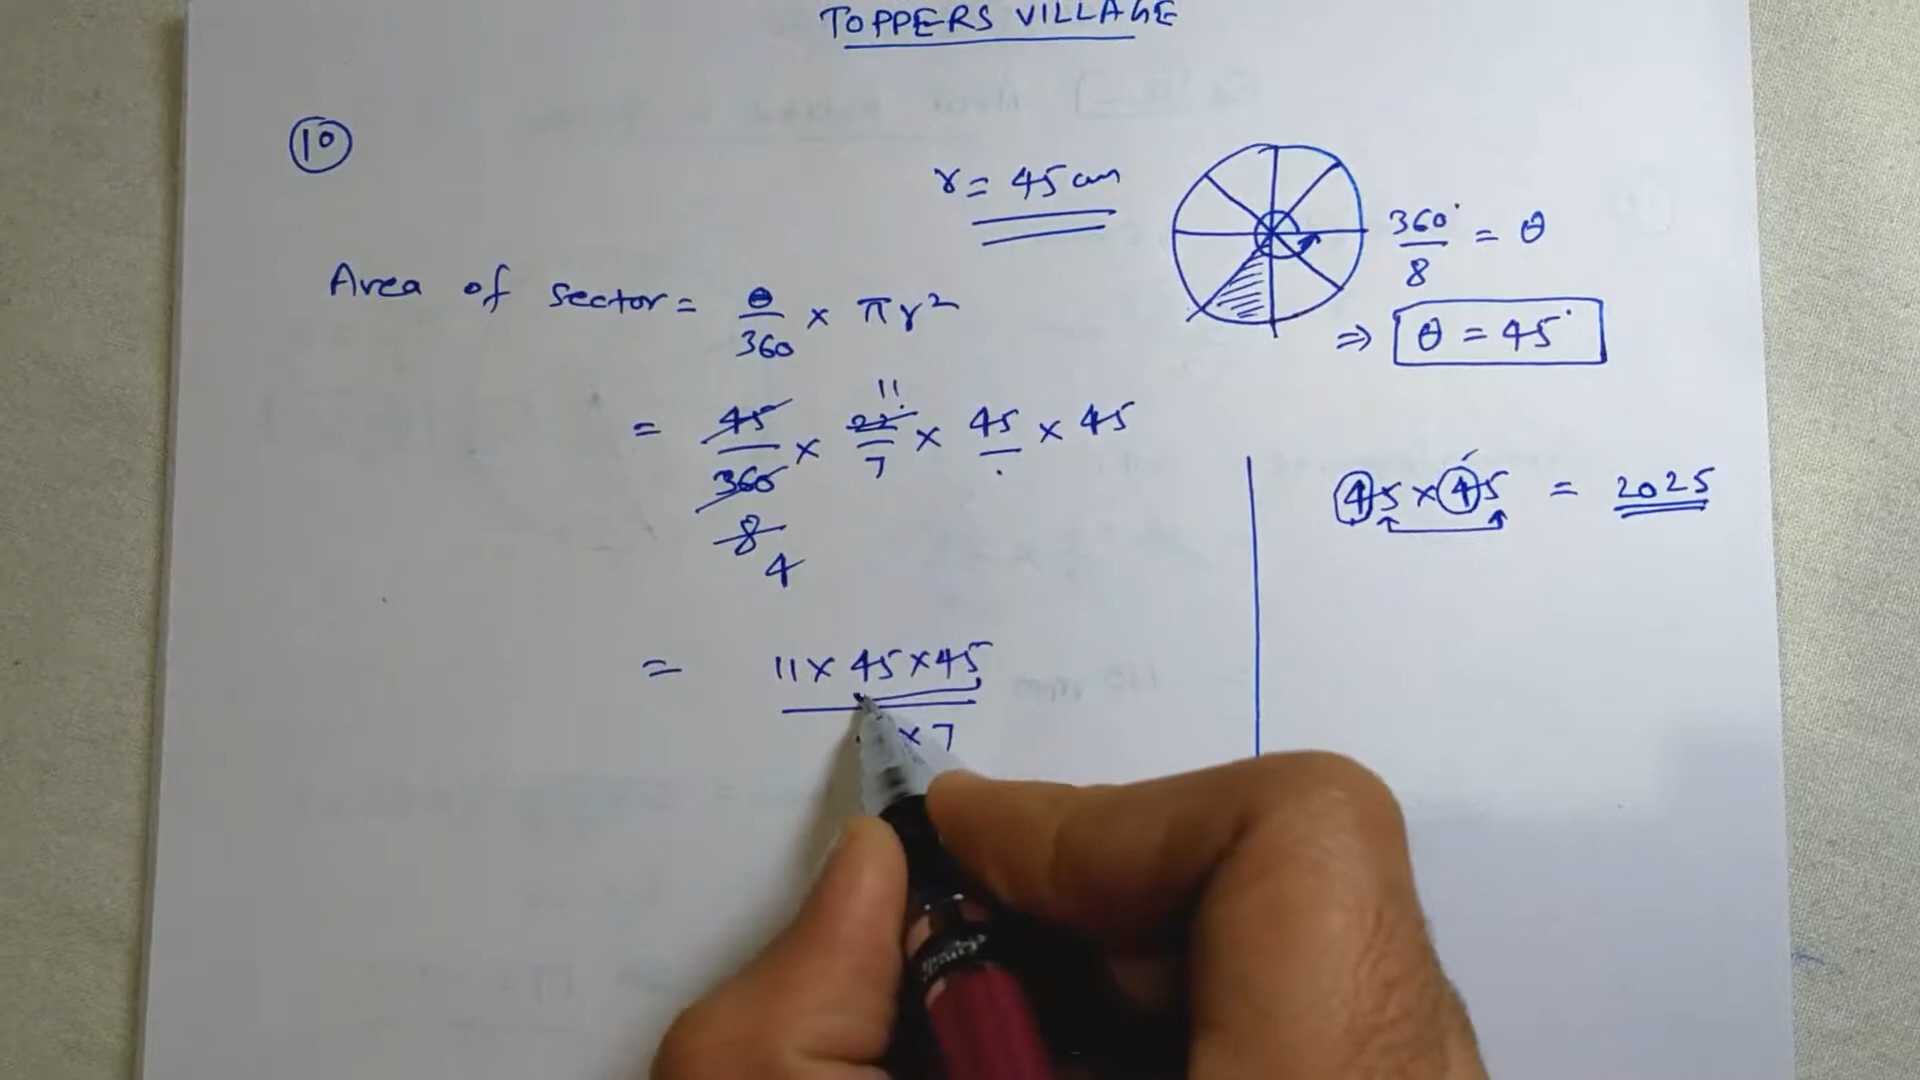 TOPPERS VILLAGE
10
r = 45 cm
360°/8 = θ
⇒ θ = 45°
Area of sector = θ/360 × πr²
= 45/360 × 22/7 × 45/. × 45
11
8
4
45 × 45 = 2025
= 11 × 45 × 45
× 7